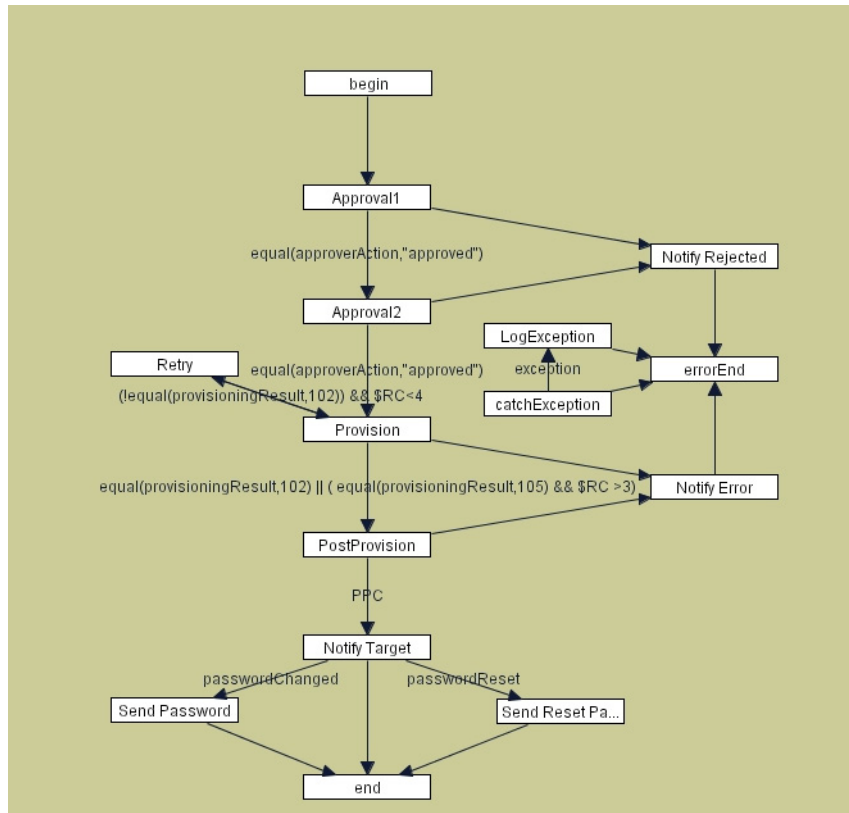 begin
Approval1
equal(approverAction,"approved")
Notify Rejected
Approval2
LogException
Retry
equal(approverAction,"approved")
exception
errorEnd
(!equal(provisioningResult,102)) && $RC<4
catchException
Provision
equal(provisioningResult,102) || ( equal(provisioningResult,105) && $RC >3)
Notify Error
PostProvision
PPC
Notify Target
passwordChanged
passwordReset
Send Password
Send Reset Pa...
end